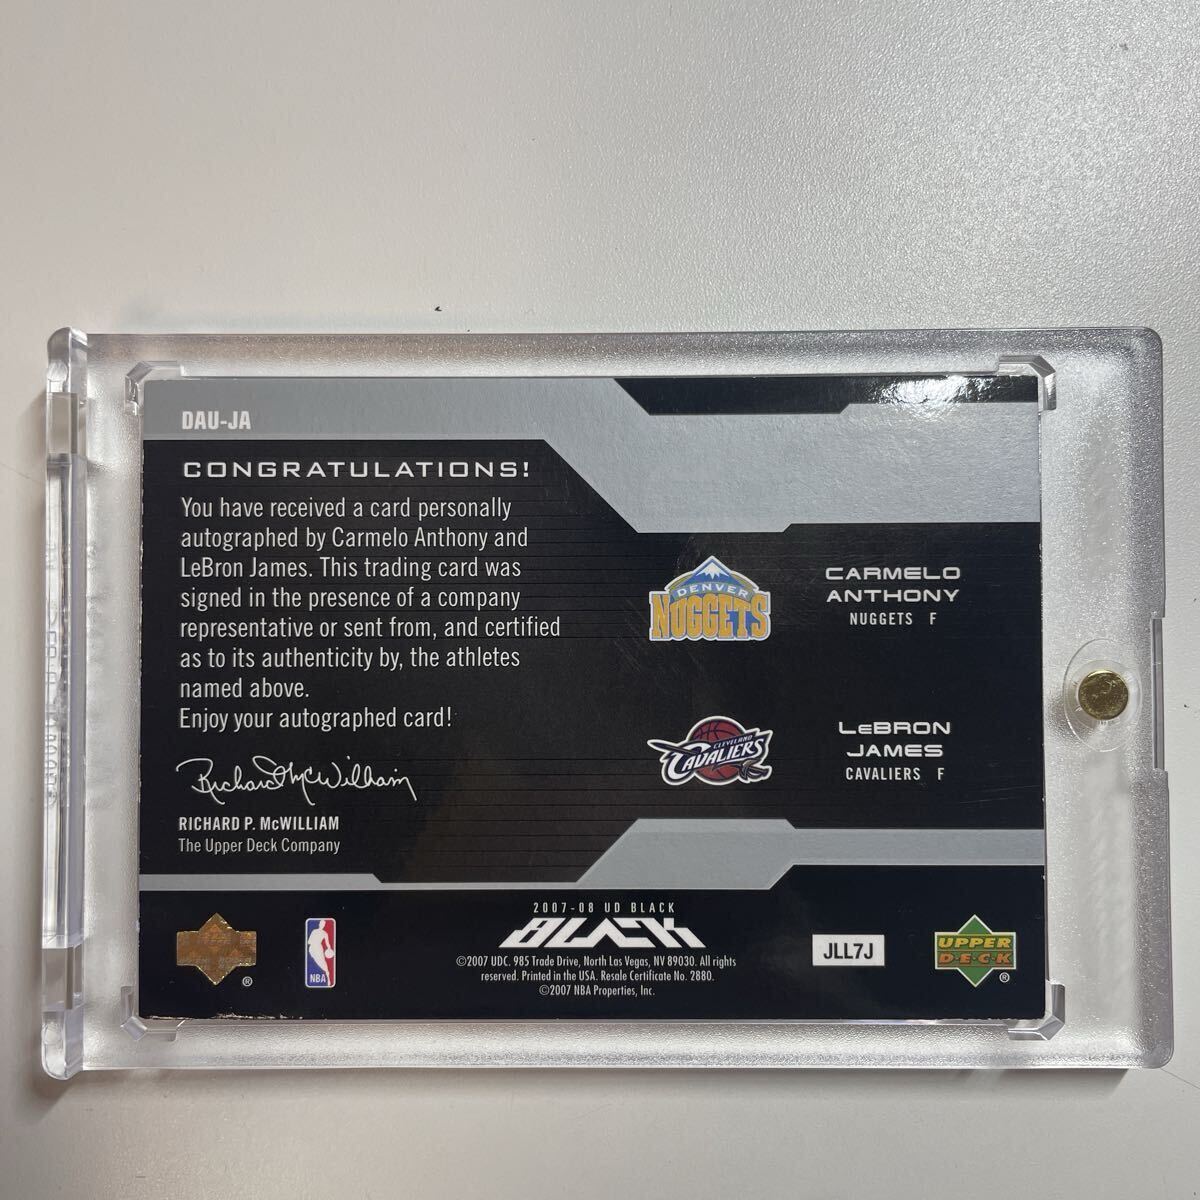 DAU-JA
CONGRATULATIONS!
You have received a card personally
autographed by Carmelo Anthony and
LeBron James. This trading card was
signed in the presence of a company
representative or sent from, and certified
as to its authenticity by, the athletes
named above.
Enjoy your autographed card!
Richard McWilliam
RICHARD P. McWILLIAM
The Upper Deck Company
DENVER
NUGGETS
CARMELO
ANTHONY
NUGGETS F
CLEVELAND
CAVALIERS
LeBRON
JAMES
CAVALIERS F
®
NBA
2007-08 UD BLACK
BLACK
©2007 UDC. 985 Trade Drive, North Las Vegas, NV 89030. All rights
reserved. Printed in the USA. Resale Certificate No. 2880.
©2007 NBA Properties, Inc.
JLL7J
UPPER
DECK
®